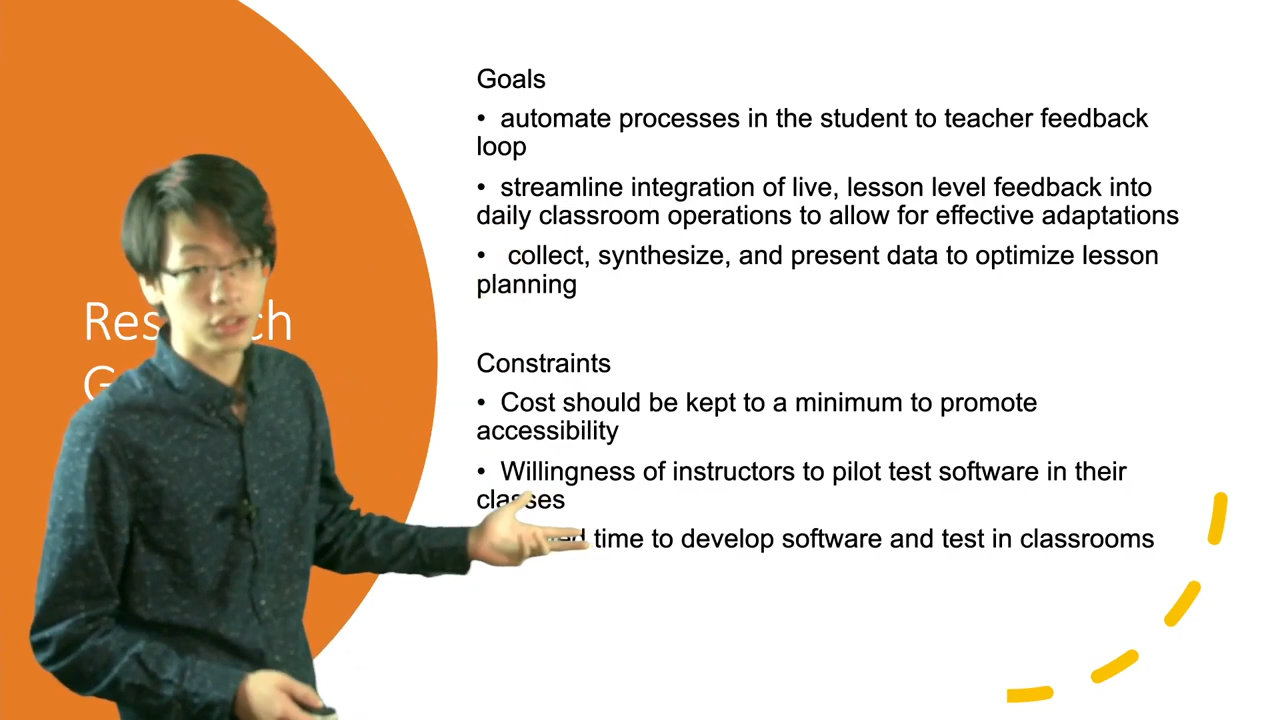 Goals
• automate processes in the student to teacher feedback
loop
• streamline integration of live, lesson level feedback into
daily classroom operations to allow for effective adaptations
• collect, synthesize, and present data to optimize lesson
planning
Constraints
• Cost should be kept to a minimum to promote
accessibility
• Willingness of instructors to pilot test software in their
classes
time to develop software and test in classrooms